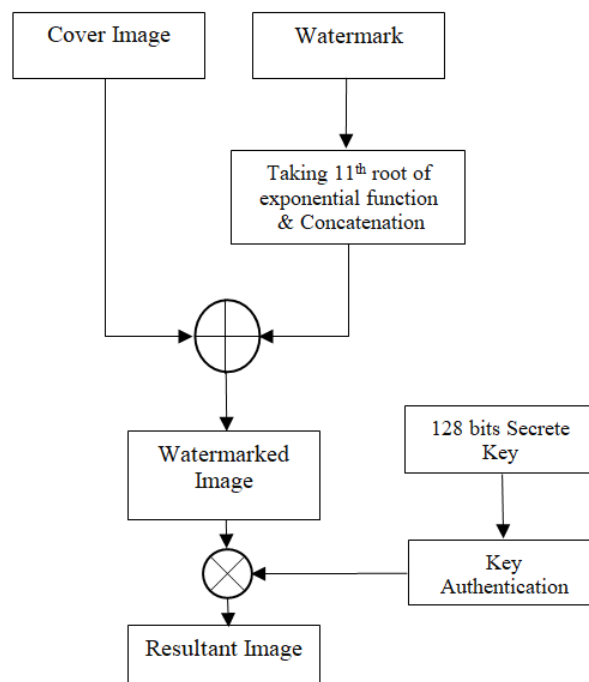 Cover Image
Watermark
Taking 11th root of
exponential function
& Concatenation
Watermarked
Image
128 bits Secrete
Key
Key
Authentication
Resultant Image